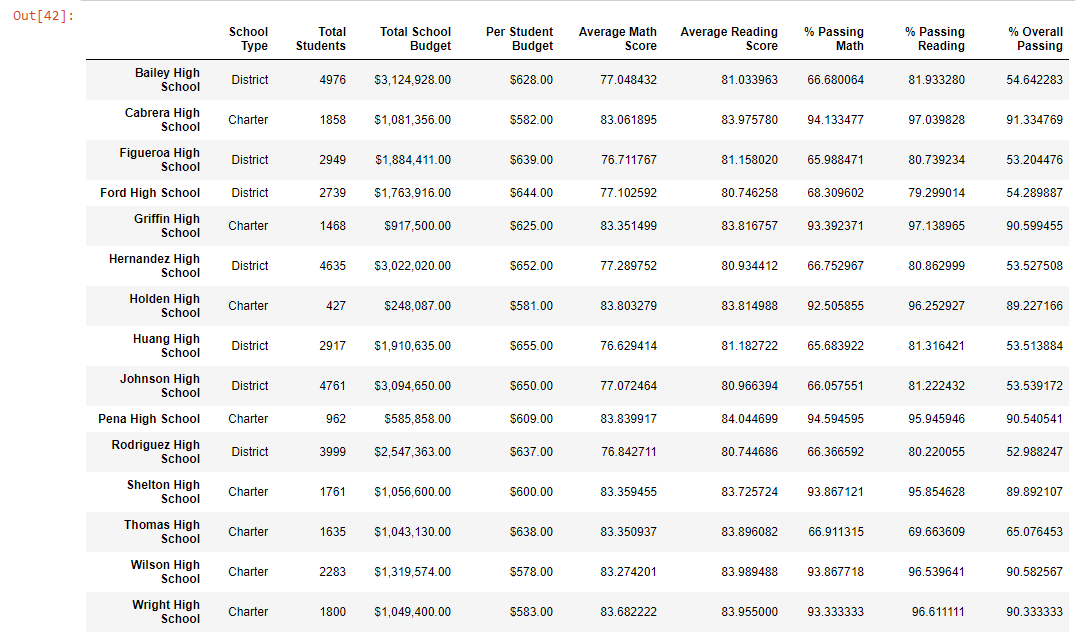 Out[42]:
School Type Total Students Total School Budget Per Student Budget Average Math Score Average Reading Score % Passing Math % Passing Reading % Overall Passing
Bailey High School District 4976 $3,124,928.00 $628.00 77.048432 81.033963 66.680064 81.933280 54.642283
Cabrera High School Charter 1858 $1,081,356.00 $582.00 83.061895 83.975780 94.133477 97.039828 91.334769
Figueroa High School District 2949 $1,884,411.00 $639.00 76.711767 81.158020 65.988471 80.739234 53.204476
Ford High School District 2739 $1,763,916.00 $644.00 77.102592 80.746258 68.309602 79.299014 54.289887
Griffin High School Charter 1468 $917,500.00 $625.00 83.351499 83.816757 93.392371 97.138965 90.599455
Hernandez High School District 4635 $3,022,020.00 $652.00 77.289752 80.934412 66.752967 80.862999 53.527508
Holden High School Charter 427 $248,087.00 $581.00 83.803279 83.814988 92.505855 96.252927 89.227166
Huang High School District 2917 $1,910,635.00 $655.00 76.629414 81.182722 65.683922 81.316421 53.513884
Johnson High School District 4761 $3,094,650.00 $650.00 77.072464 80.966394 66.057551 81.222432 53.539172
Pena High School Charter 962 $585,858.00 $609.00 83.839917 84.044699 94.594595 95.945946 90.540541
Rodriguez High School District 3999 $2,547,363.00 $637.00 76.842711 80.744686 66.366592 80.220055 52.988247
Shelton High School Charter 1761 $1,056,600.00 $600.00 83.359455 83.725724 93.867121 95.854628 89.892107
Thomas High School Charter 1635 $1,043,130.00 $638.00 83.350937 83.896082 66.911315 69.663609 65.076453
Wilson High School Charter 2283 $1,319,574.00 $578.00 83.274201 83.989488 93.867718 96.539641 90.582567
Wright High School Charter 1800 $1,049,400.00 $583.00 83.682222 83.955000 93.333333 96.611111 90.333333